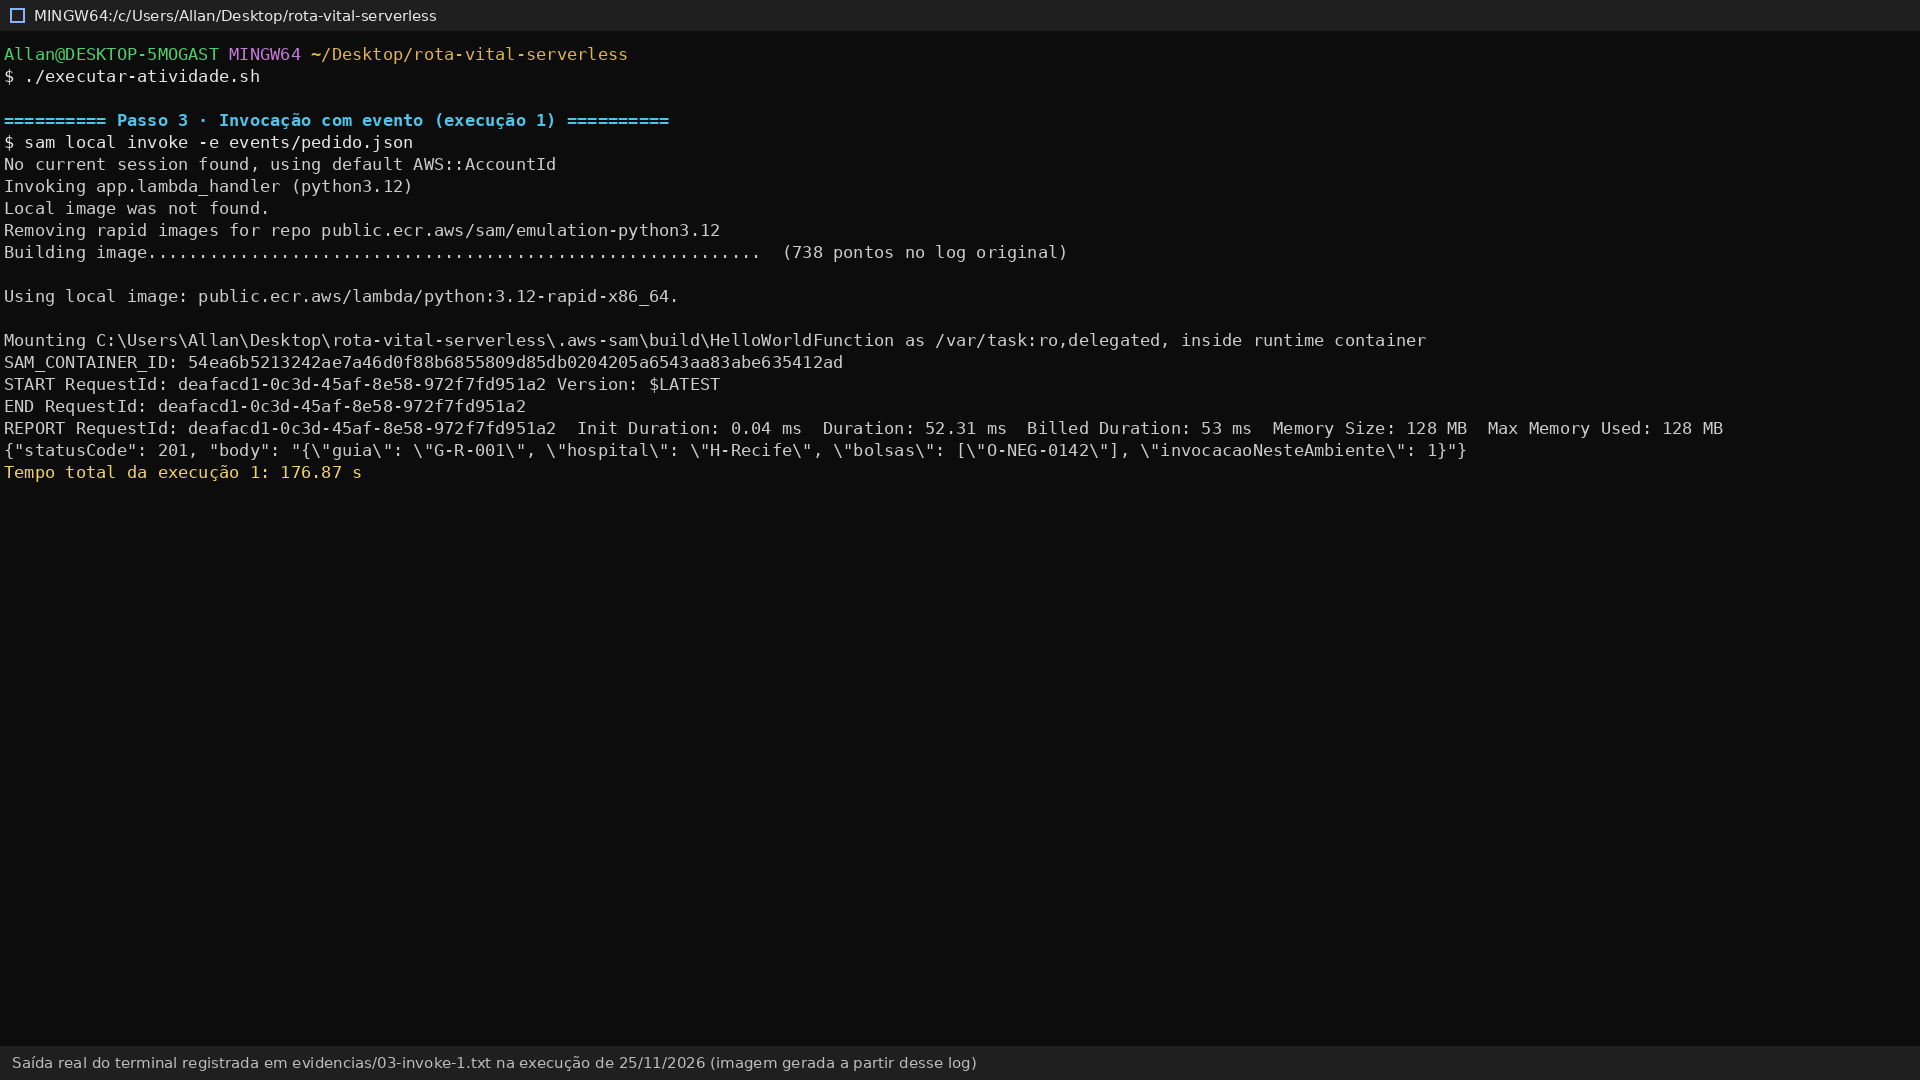 MINGW64:/c/Users/Allan/Desktop/rota-vital-serverless
Allan@DESKTOP-5MOGAST MINGW64 ~/Desktop/rota-vital-serverless
$ ./executar-atividade.sh
========== Passo 3 · Invocação com evento (execução 1) ==========
$ sam local invoke -e events/pedido.json
No current session found, using default AWS::AccountId
Invoking app.lambda_handler (python3.12)
Local image was not found.
Removing rapid images for repo public.ecr.aws/sam/emulation-python3.12
Building image............................................................  (738 pontos no log original)
Using local image: public.ecr.aws/lambda/python:3.12-rapid-x86_64.
Mounting C:\Users\Allan\Desktop\rota-vital-serverless\.aws-sam\build\HelloWorldFunction as /var/task:ro,delegated, inside runtime container
SAM_CONTAINER_ID: 54ea6b5213242ae7a46d0f88b6855809d85db0204205a6543aa83abe635412ad
START RequestId: deafacd1-0c3d-45af-8e58-972f7fd951a2 Version: $LATEST
END RequestId: deafacd1-0c3d-45af-8e58-972f7fd951a2
REPORT RequestId: deafacd1-0c3d-45af-8e58-972f7fd951a2  Init Duration: 0.04 ms  Duration: 52.31 ms  Billed Duration: 53 ms  Memory Size: 128 MB  Max Memory Used: 128 MB
{"statusCode": 201, "body": "{\"guia\": \"G-R-001\", \"hospital\": \"H-Recife\", \"bolsas\": [\"O-NEG-0142\"], \"invocacaoNesteAmbiente\": 1}"}
Tempo total da execução 1: 176.87 s
Saída real do terminal registrada em evidencias/03-invoke-1.txt na execução de 25/11/2026 (imagem gerada a partir desse log)